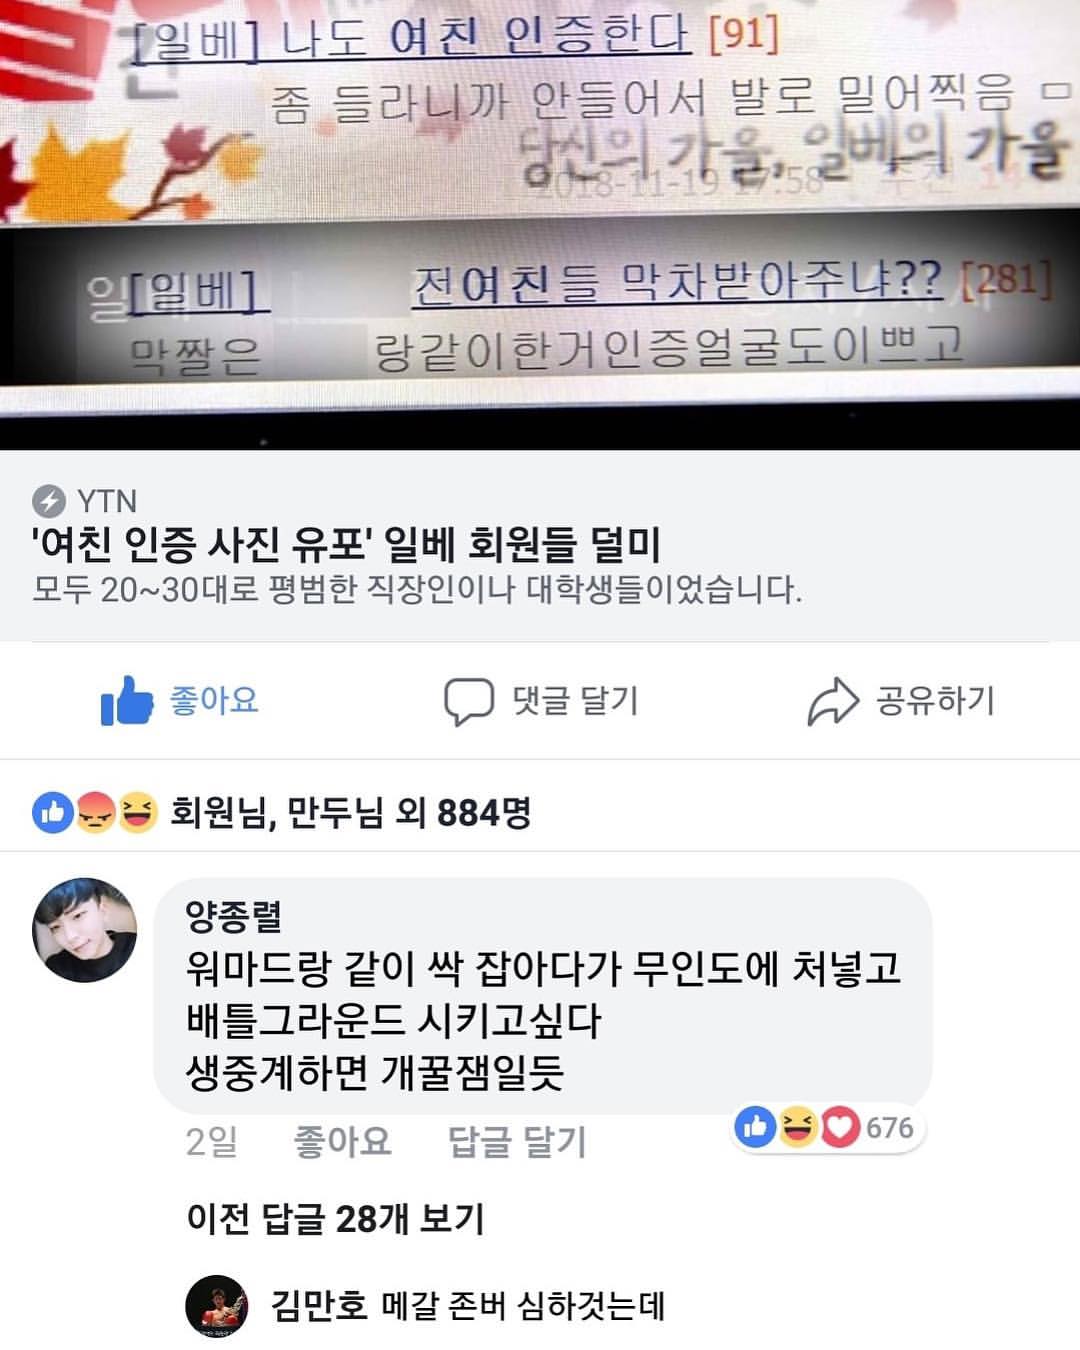 [일베] 나도 여친 인증한다 [91]
좀 들라니까 안들어서 발로 밀어찍음 ㅁ
당신의 가을, 일베의 가을
2018-11-19 17:58 추천
[일베] 전여친들 막차받아주냐?? [281]
막짤은 랑같이한거인증얼굴도이쁘고
YTN
'여친 인증 사진 유포' 일베 회원들 덜미
모두 20~30대로 평범한 직장인이나 대학생들이었습니다.
좋아요 댓글 달기 공유하기
회원님, 만두님 외 884명
양종렬
워마드랑 같이 싹 잡아다가 무인도에 처넣고
배틀그라운드 시키고싶다
생중계하면 개꿀잼일듯
2일 좋아요 답글 달기 676
이전 답글 28개 보기
김만호 메갈 존버 심하것는데